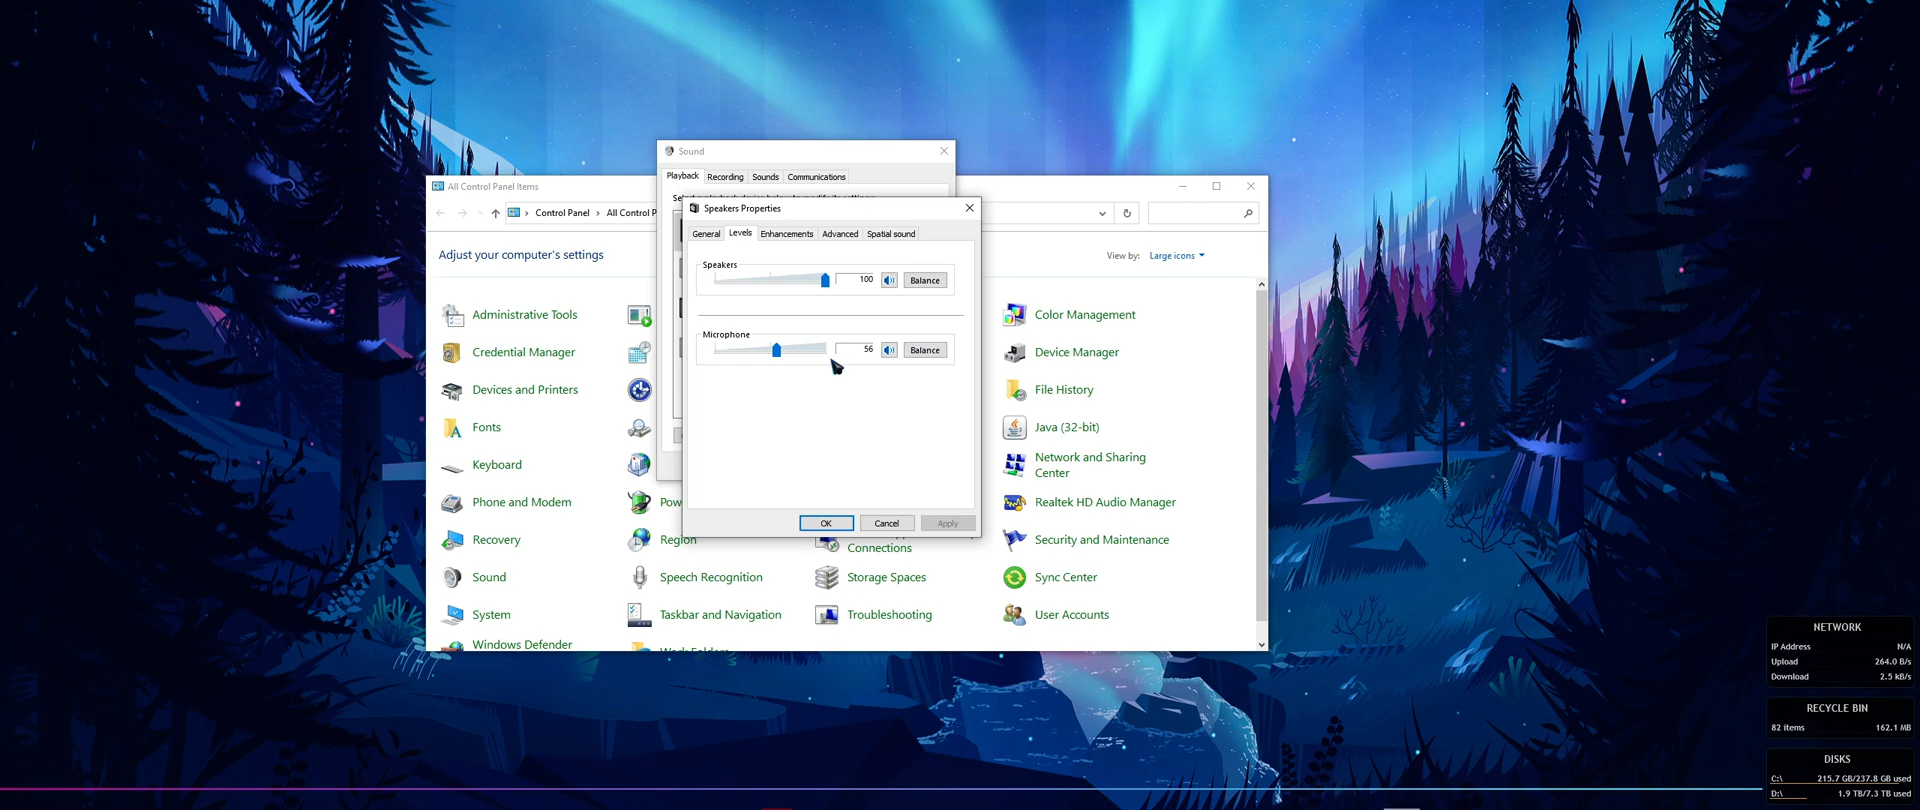 Sound
Playback
Recording
Sounds
Communications
All Control Panel Items
Control Panel
All Control P
Speakers Properties
General
Levels
Enhancements
Advanced
Spatial sound
Adjust your computer's settings
View by:
Large icons
Speakers
100
Balance
Microphone
56
Balance
OK
Cancel
Apply
Administrative Tools
Color Management
Credential Manager
Device Manager
Devices and Printers
File History
Fonts
Java (32-bit)
Keyboard
Network and Sharing
Center
Phone and Modem
Pow
Realtek HD Audio Manager
Recovery
Region
Connections
Security and Maintenance
Sound
Speech Recognition
Storage Spaces
Sync Center
System
Taskbar and Navigation
Troubleshooting
User Accounts
Windows Defender
NETWORK
IP Address N/A
Upload 264.0 B/s
Download 2.5 kB/s
RECYCLE BIN
82 items 162.1 MB
DISKS
C:\ 215.7 GB/237.8 GB used
D:\ 1.9 TB/7.3 TB used